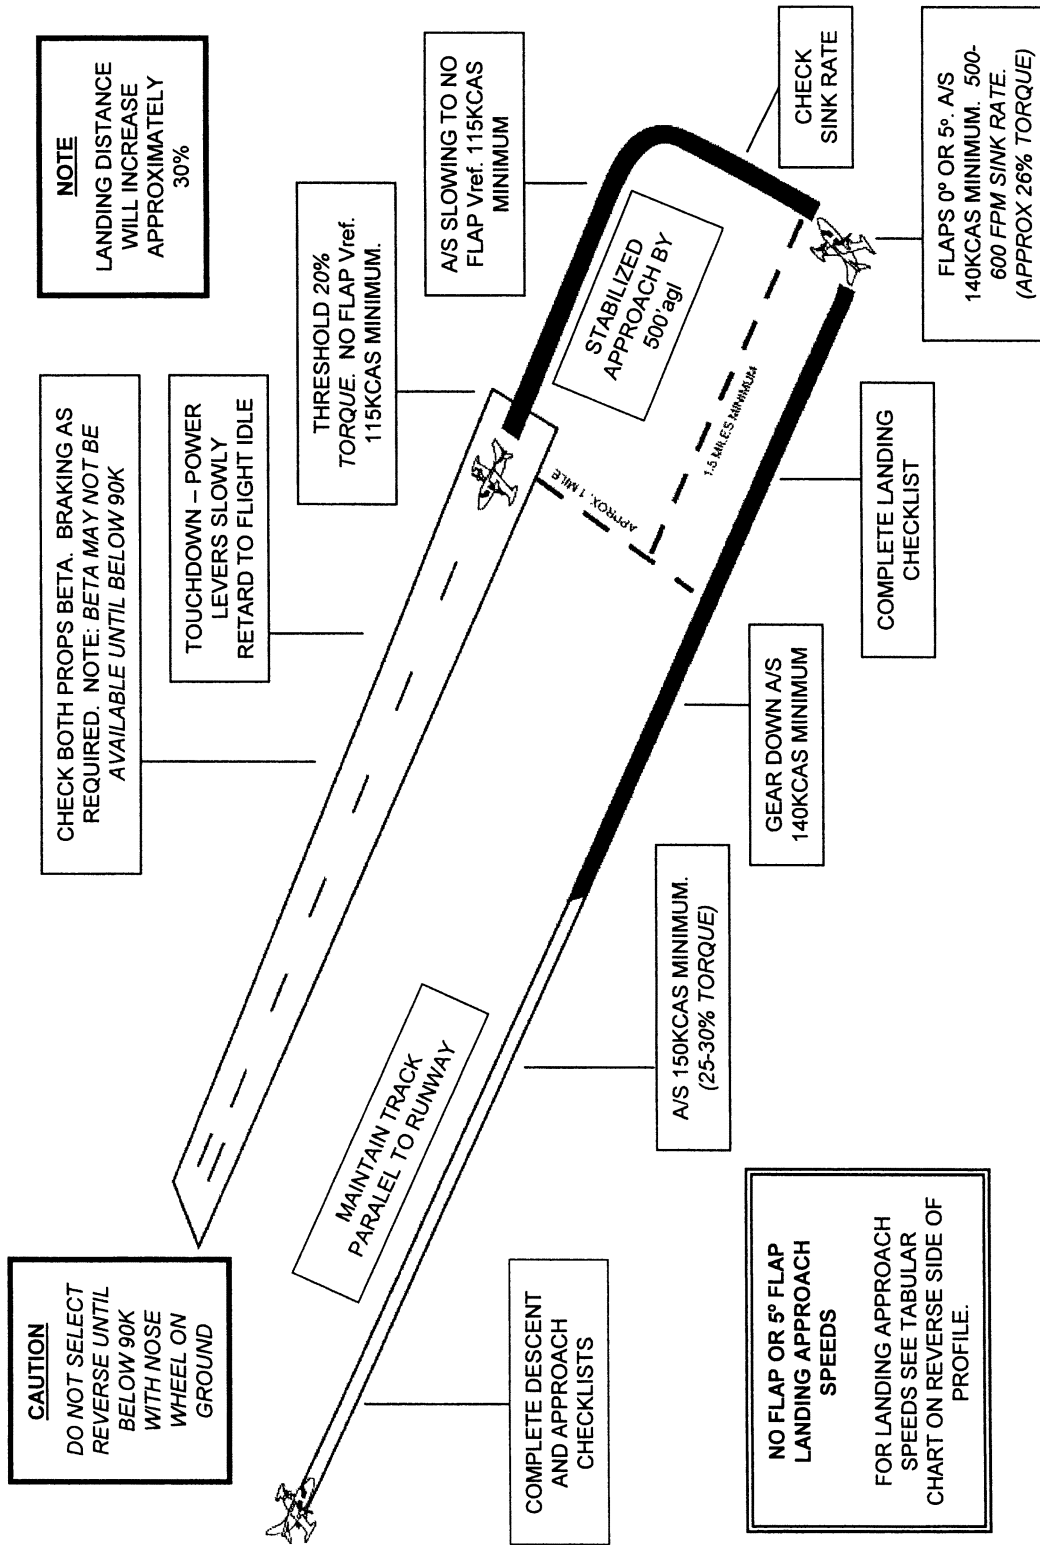 CAUTION
DO NOT SELECT
REVERSE UNTIL
BELOW 90K
WITH NOSE
WHEEL ON
GROUND
CHECK BOTH PROPS BETA. BRAKING AS
REQUIRED. NOTE: BETA MAY NOT BE
AVAILABLE UNTIL BELOW 90K
NOTE
LANDING DISTANCE
WILL INCREASE
APPROXIMATELY
30%
TOUCHDOWN – POWER
LEVERS SLOWLY
RETARD TO FLIGHT IDLE
THRESHOLD 20%
TORQUE. NO FLAP Vref.
115KCAS MINIMUM.
A/S SLOWING TO NO
FLAP Vref. 115KCAS
MINIMUM
MAINTAIN TRACK
PARALEL TO RUNWAY
STABILIZED
APPROACH BY
500'agl
APPROX. 1 MILE
1.5 MILES MINIMUM
CHECK
SINK RATE
COMPLETE DESCENT
AND APPROACH
CHECKLISTS
A/S 150KCAS MINIMUM.
(25-30% TORQUE)
GEAR DOWN A/S
140KCAS MINIMUM
COMPLETE LANDING
CHECKLIST
FLAPS 0º OR 5º. A/S
140KCAS MINIMUM. 500-
600 FPM SINK RATE.
(APPROX 26% TORQUE)
NO FLAP OR 5º FLAP
LANDING APPROACH
SPEEDS
FOR LANDING APPROACH
SPEEDS SEE TABULAR
CHART ON REVERSE SIDE OF
PROFILE.